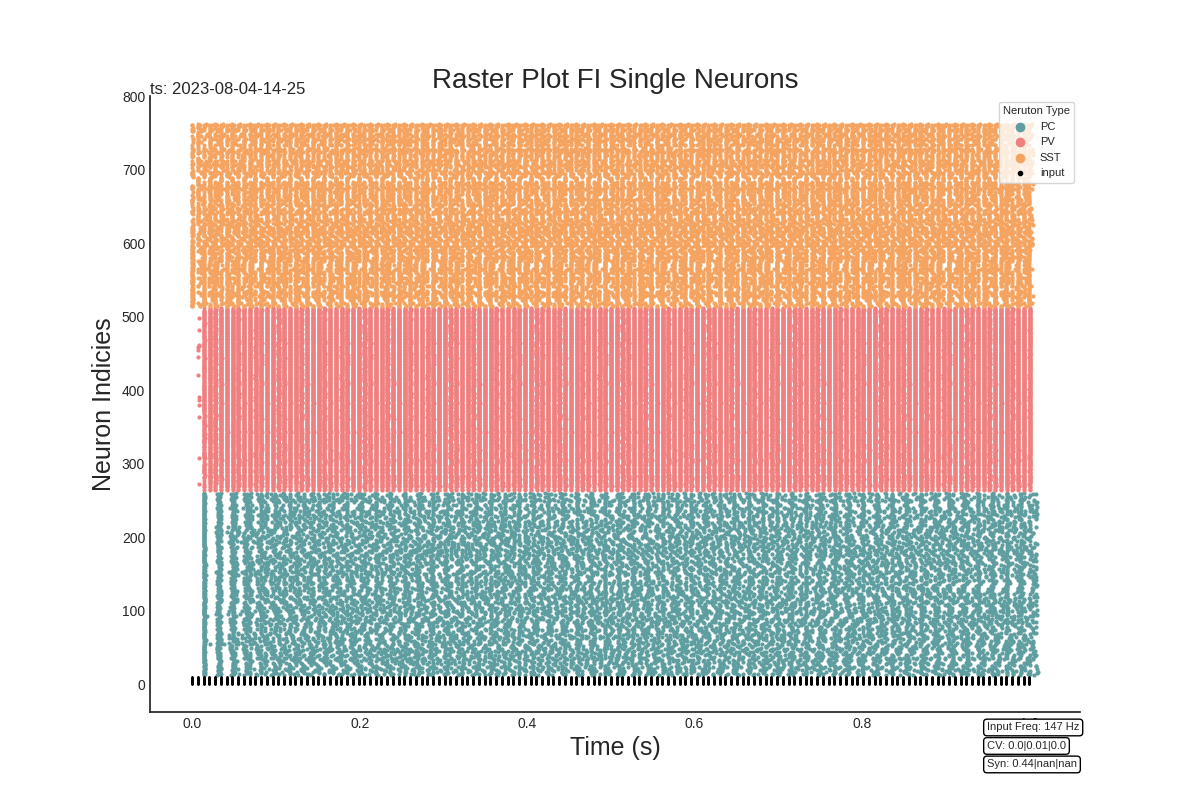 Raster Plot FI Single Neurons
ts: 2023-08-04-14-25
800
700
600
500
400
300
200
100
0
Neuron Indicies
Neruton Type
PC
PV
SST
input
0.0 0.2 0.4 0.6 0.8
Time (s)
Input Freq: 147 Hz
CV: 0.0|0.01|0.0
Syn: 0.44|nan|nan